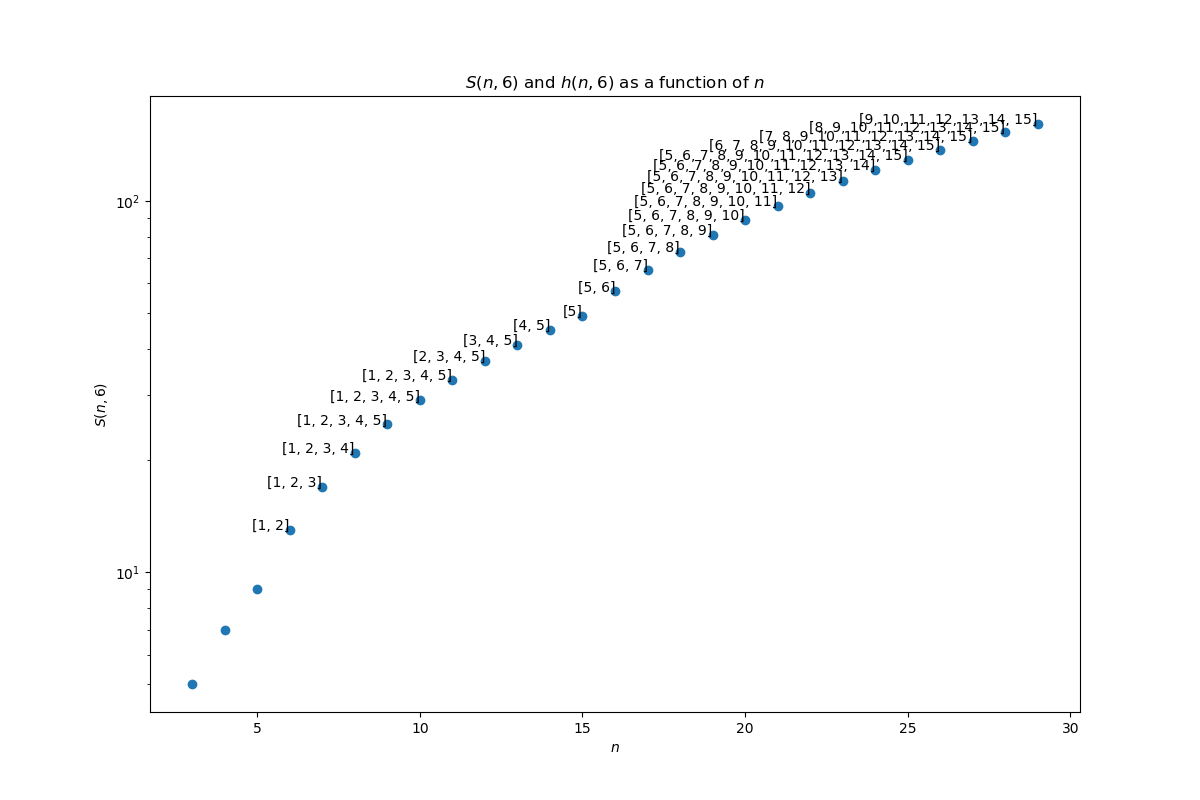 S(n, 6) and h(n, 6) as a function of n
[9, 10, 11, 12, 13, 14, 15]
[8, 9, 10, 11, 12, 13, 14, 15]
[7, 8, 9, 10, 11, 12, 13, 14, 15]
[6, 7, 8, 9, 10, 11, 12, 13, 14, 15]
[5, 6, 7, 8, 9, 10, 11, 12, 13, 14, 15]
[5, 6, 7, 8, 9, 10, 11, 12, 13, 14]
[5, 6, 7, 8, 9, 10, 11, 12, 13]
[5, 6, 7, 8, 9, 10, 11, 12]
[5, 6, 7, 8, 9, 10, 11]
[5, 6, 7, 8, 9, 10]
[5, 6, 7, 8, 9]
[5, 6, 7, 8]
[5, 6, 7]
[5, 6]
[5]
[4, 5]
[3, 4, 5]
[2, 3, 4, 5]
[1, 2, 3, 4, 5]
[1, 2, 3, 4, 5]
[1, 2, 3, 4, 5]
[1, 2, 3, 4]
[1, 2, 3]
[1, 2]
10²
10¹
S(n, 6)
5 10 15 20 25 30
n